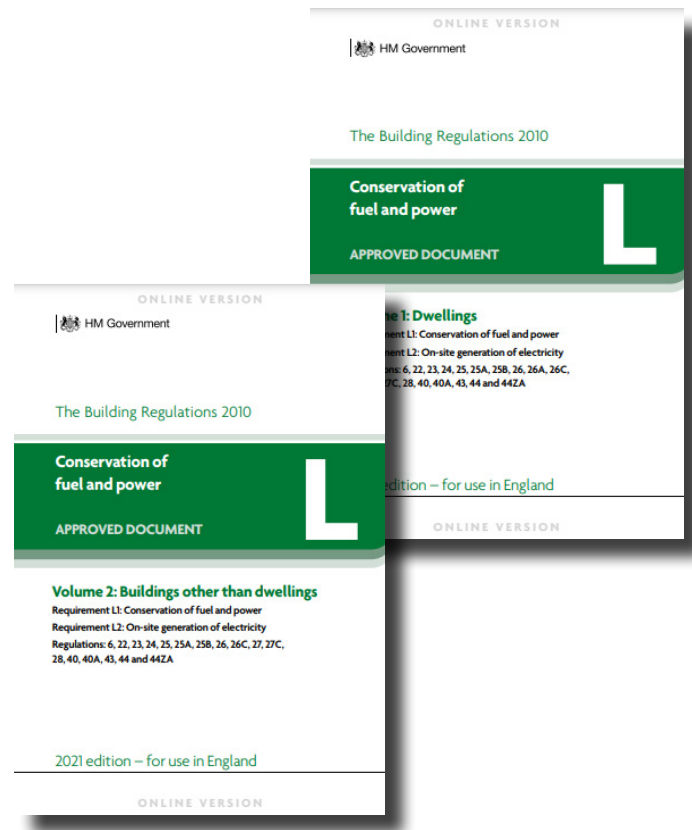 ONLINE VERSION
HM Government
The Building Regulations 2010
Conservation of
fuel and power
L
APPROVED DOCUMENT
1: Dwellings
L1: Conservation of fuel and power
L2: On-site generation of electricity
6, 22, 23, 24, 25, 25A, 25B, 26, 26A, 26C,
28, 40, 40A, 43, 44 and 44ZA
edition – for use in England
ONLINE VERSION
ONLINE VERSION
HM Government
The Building Regulations 2010
Conservation of
fuel and power
L
APPROVED DOCUMENT
Volume 2: Buildings other than dwellings
Requirement L1: Conservation of fuel and power
Requirement L2: On-site generation of electricity
Regulations: 6, 22, 23, 24, 25, 25A, 25B, 26, 26C, 27, 27C,
28, 40, 40A, 43, 44 and 44ZA
2021 edition – for use in England
ONLINE VERSION